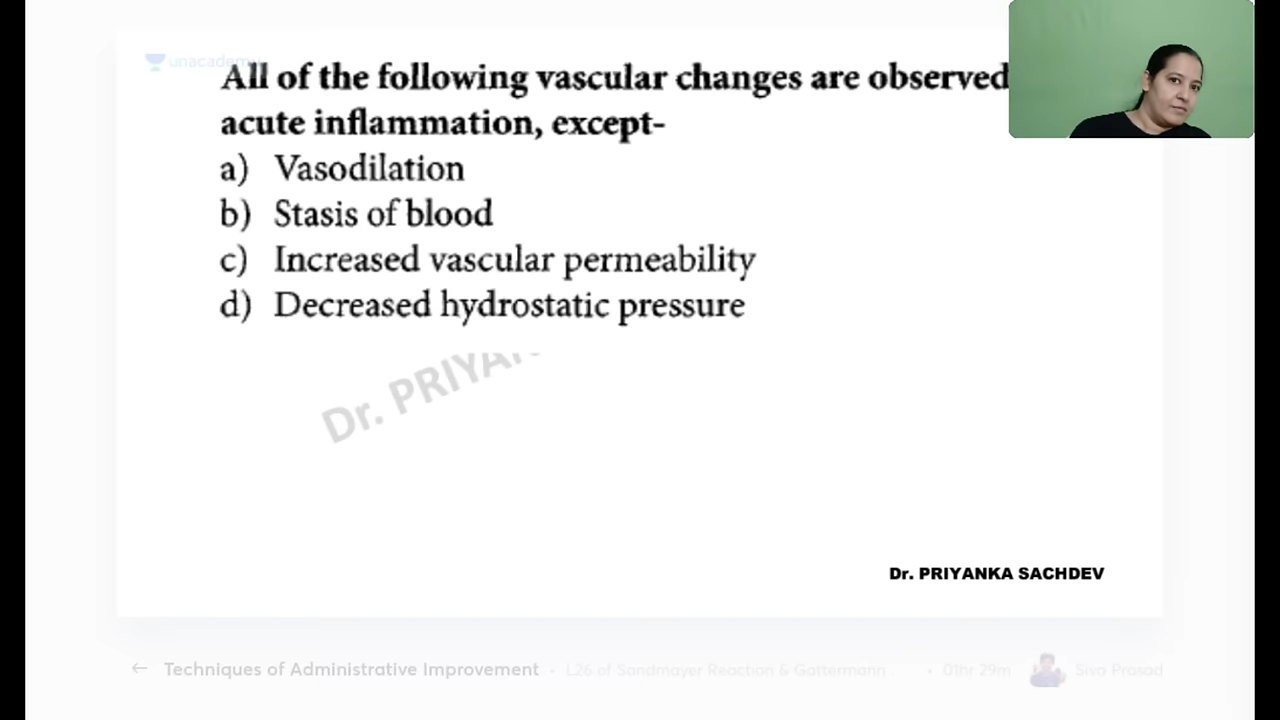 unacademy
All of the following vascular changes are observed
acute inflammation, except-
a) Vasodilation
b) Stasis of blood
c) Increased vascular permeability
d) Decreased hydrostatic pressure
Dr.
Dr. PRIYANKA SACHDEV
← Techniques of Administrative Improvement • L26 of Sandmayer Reaction & Gattermann • 01hr 29m Siva Prasad